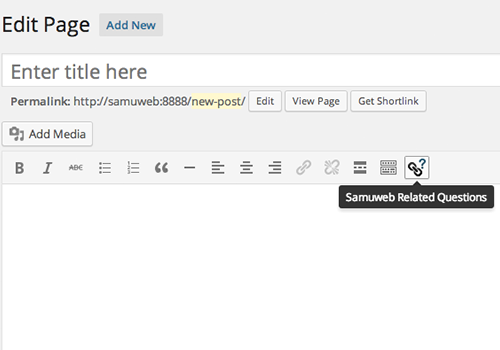 Edit Page Add New
Enter title here
Permalink: http://samuweb:8888/new-post/ Edit View Page Get Shortlink
Add Media
B I ABC
Samuweb Related Questions